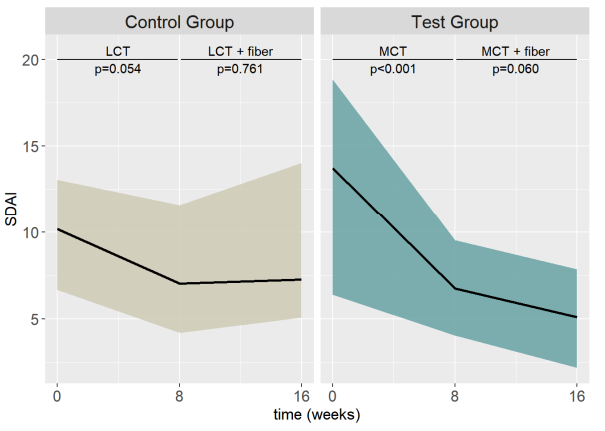 Control Group
Test Group
LCT
LCT + fiber
MCT
MCT + fiber
p=0.054
p=0.761
p<0.001
p=0.060
20
15
10
5
SDAI
0
8
16
0
8
16
time (weeks)